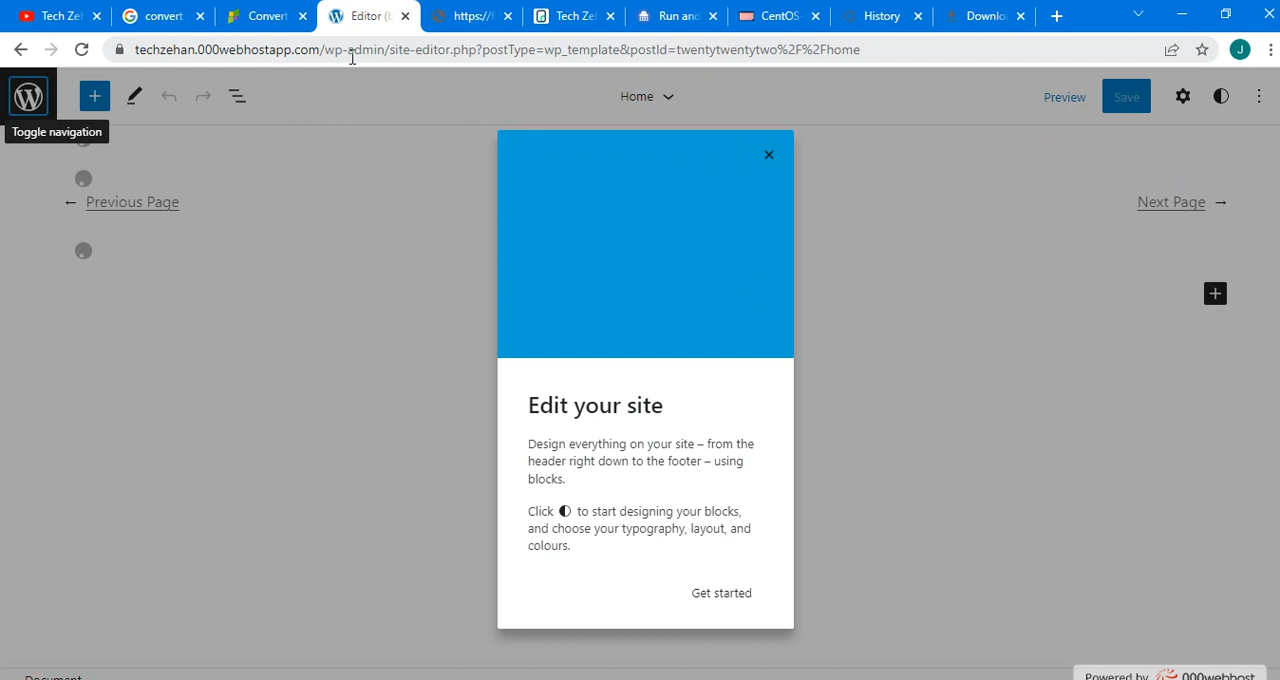 Tech Ze
convert
Convert
Editor (b
https://
Tech Ze
Run and
CentOS
History
Downlo
techzehan.000webhostapp.com/wp-admin/site-editor.php?postType=wp_template&postId=twentytwentytwo%2F%2Fhome
J
Home
Preview
Save
Toggle navigation
← Previous Page
Next Page →
Edit your site
Design everything on your site – from the
header right down to the footer – using
blocks.
Click to start designing your blocks,
and choose your typography, layout, and
colours.
Get started
Document
Powered by 000webhost